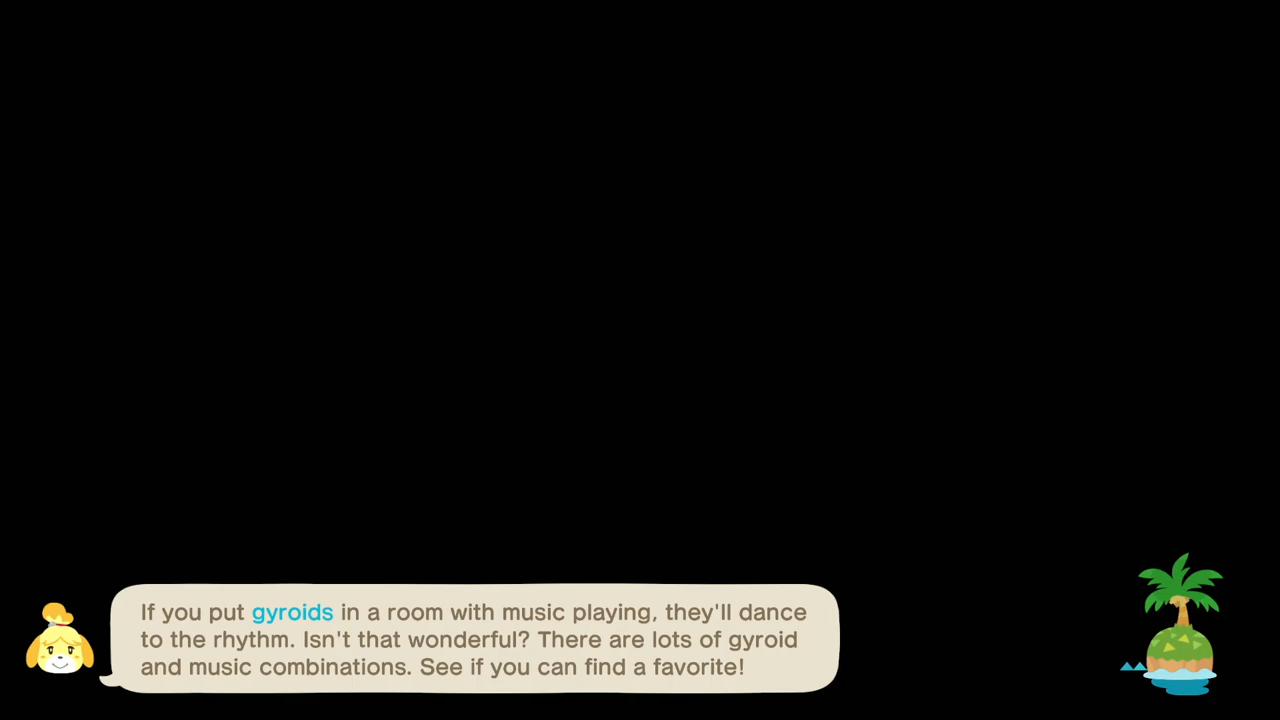 If you put gyroids in a room with music playing, they'll dance
to the rhythm. Isn't that wonderful? There are lots of gyroid
and music combinations. See if you can find a favorite!